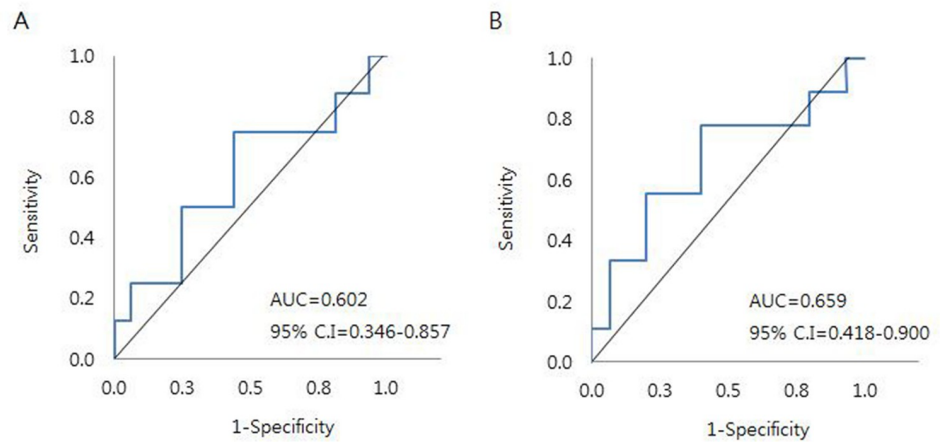 A
B
1.0
0.8
0.6
0.4
0.2
0.0
Sensitivity
AUC=0.602
95% C.I=0.346-0.857
0.0 0.3 0.5 0.8 1.0
1-Specificity
1.0
0.8
0.6
0.4
0.2
0.0
Sensitivity
AUC=0.659
95% C.I=0.418-0.900
0.0 0.3 0.5 0.8 1.0
1-Specificity